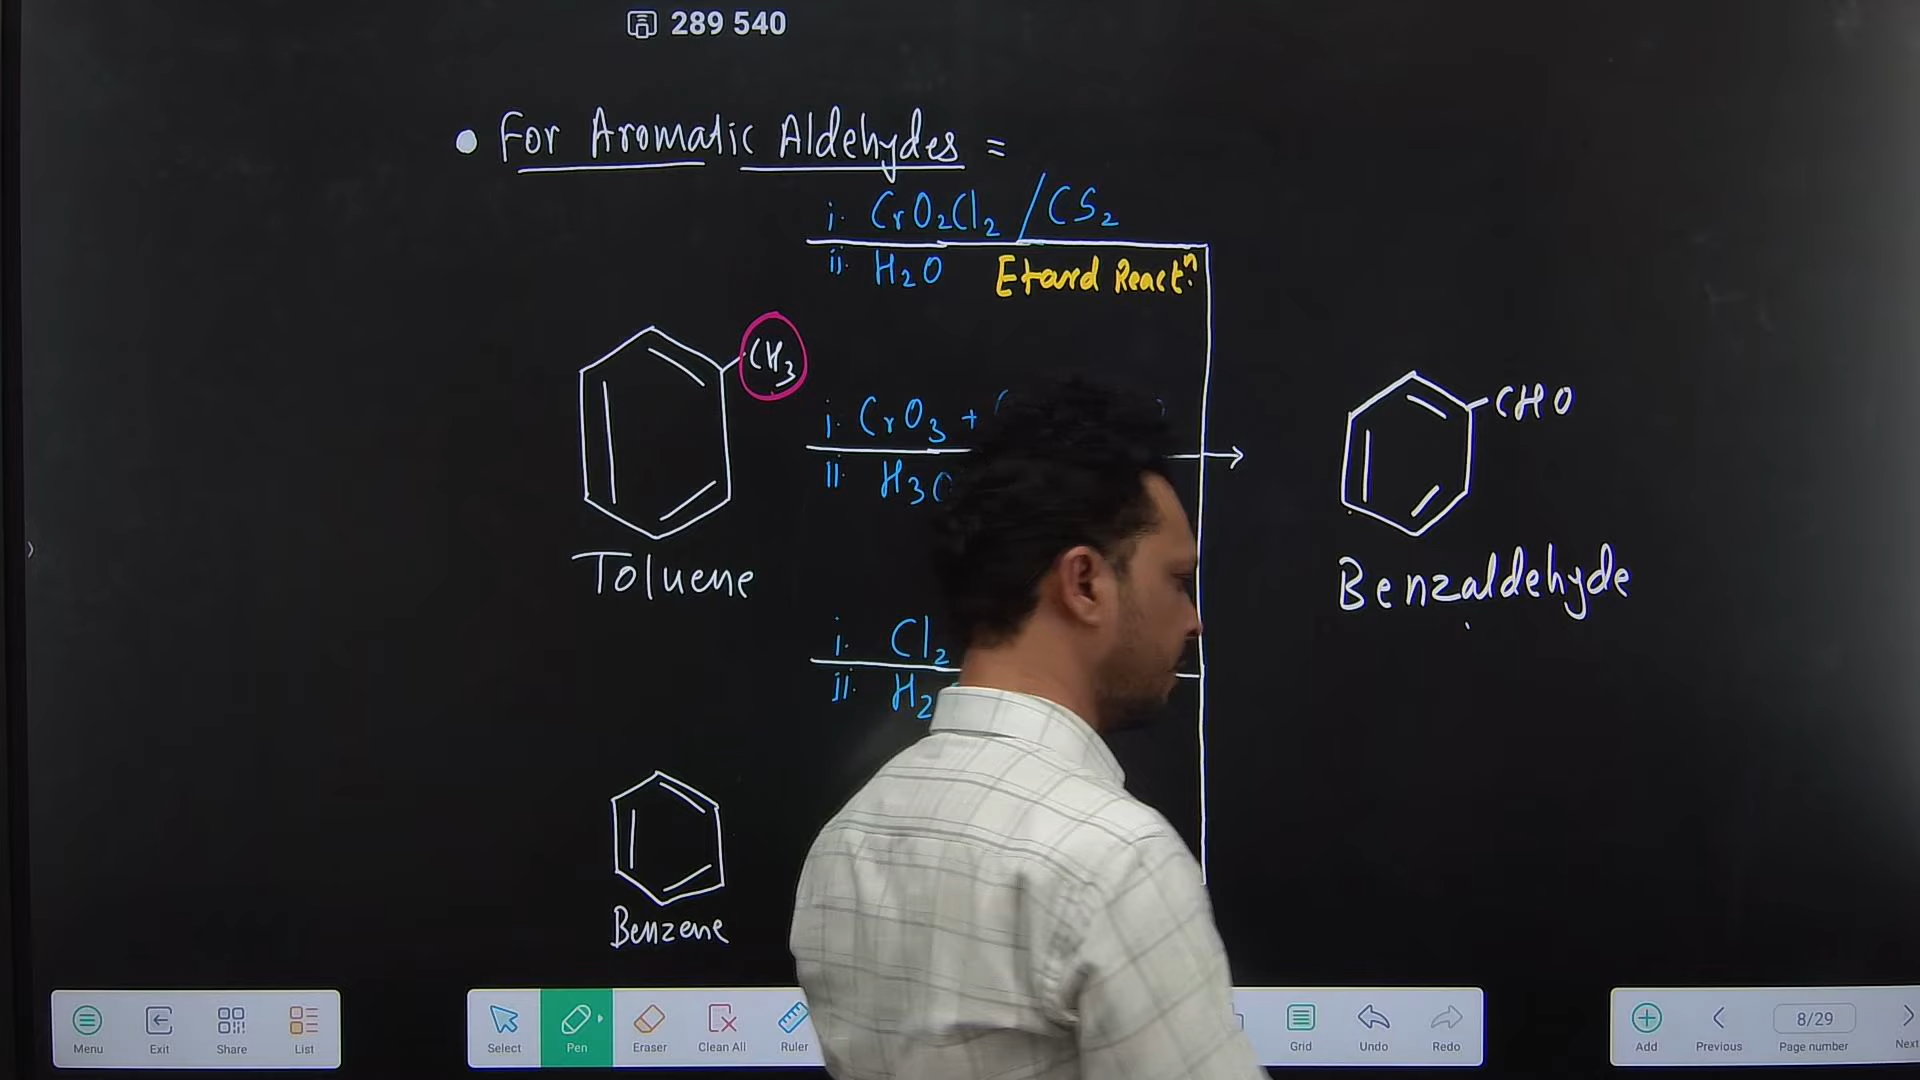 289 540
• For Aromatic Aldehydes =
i. CrO2Cl2 / CS2
ii. H2O Etard Reactn.
CH3
i. CrO3 +
ii. H3
CHO
Toluene
Benzaldehyde
i. Cl2
ii. H2
Benzene
Menu Exit Share List Select Pen Eraser Clean All Ruler Grid Undo Redo Add Previous 8/29 Page number Next